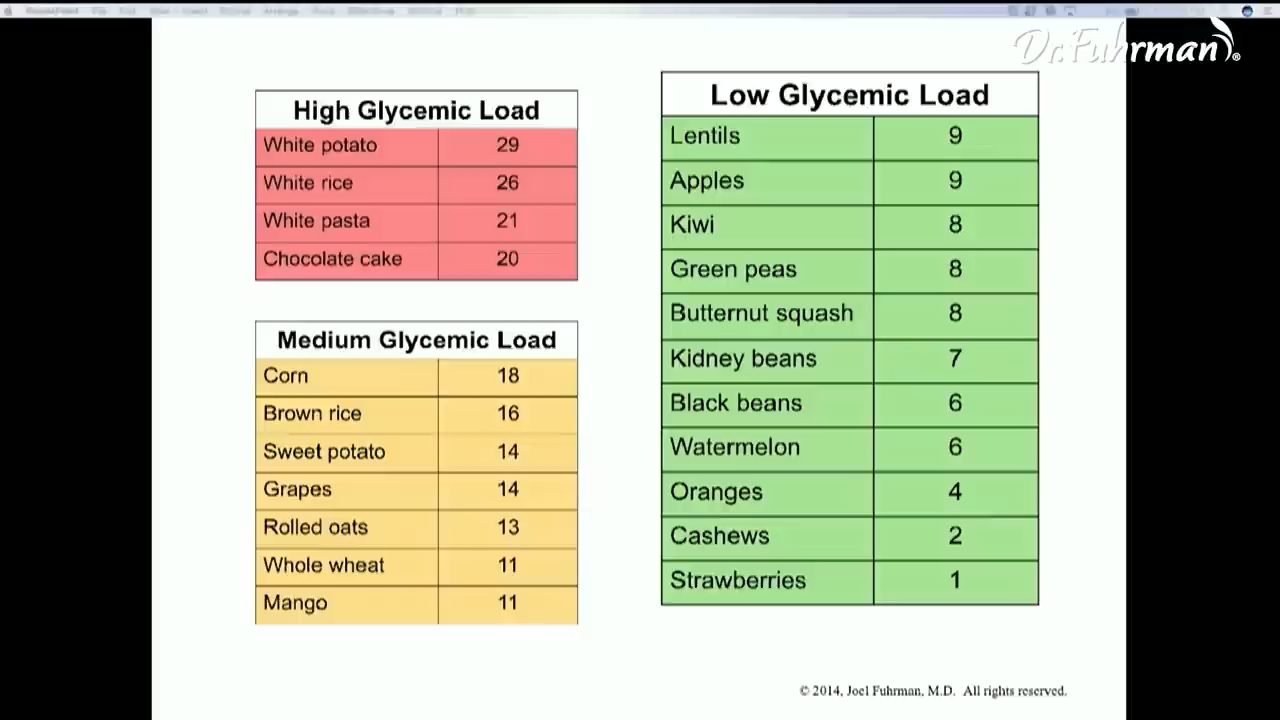 Dr.Fuhrman®
High Glycemic Load
White potato 29
White rice 26
White pasta 21
Chocolate cake 20
Medium Glycemic Load
Corn 18
Brown rice 16
Sweet potato 14
Grapes 14
Rolled oats 13
Whole wheat 11
Mango 11
Low Glycemic Load
Lentils 9
Apples 9
Kiwi 8
Green peas 8
Butternut squash 8
Kidney beans 7
Black beans 6
Watermelon 6
Oranges 4
Cashews 2
Strawberries 1
© 2014, Joel Fuhrman, M.D. All rights reserved.